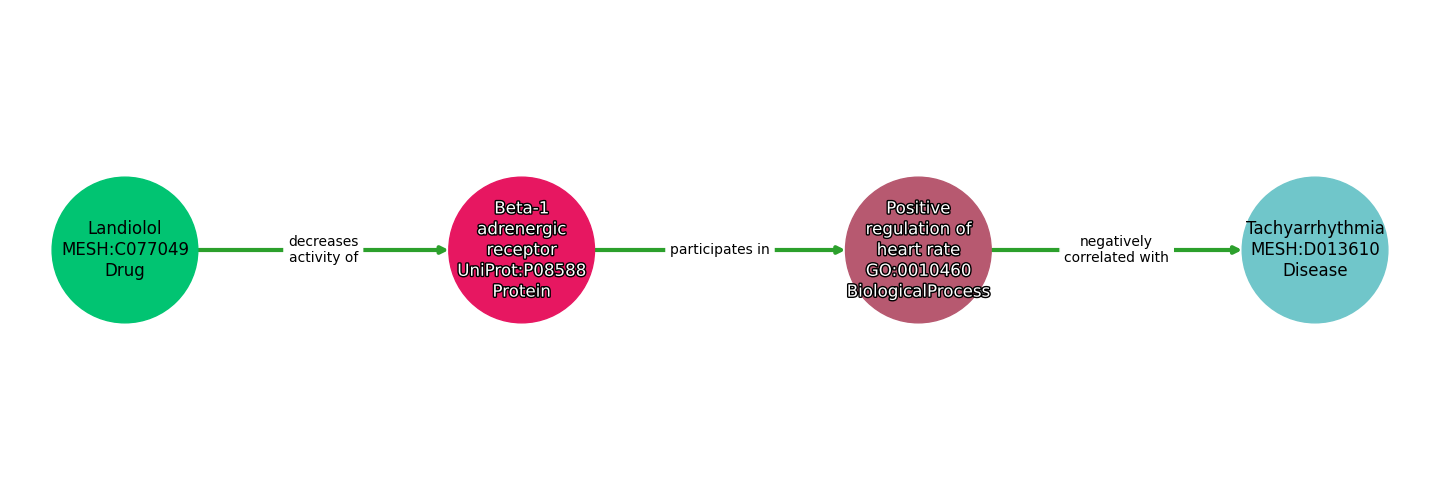 Landiolol
MESH:C077049
Drug
decreases
activity of
Beta-1
adrenergic
receptor
UniProt:P08588
Protein
participates in
Positive
regulation of
heart rate
GO:0010460
BiologicalProcess
negatively
correlated with
Tachyarrhythmia
MESH:D013610
Disease